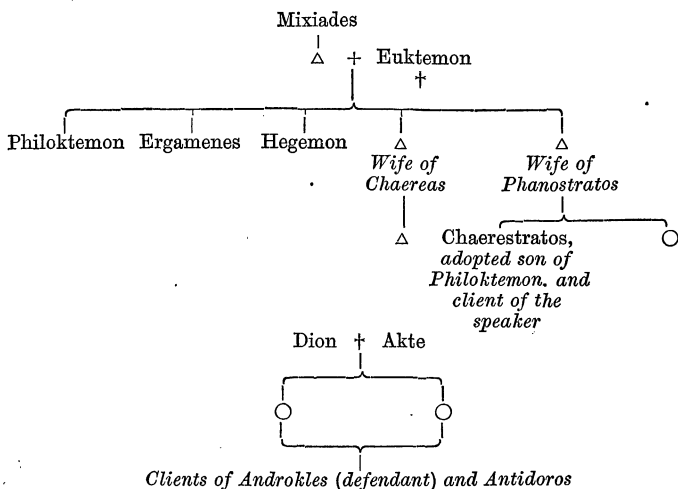 Mixiades
Euktemon
Philoktemon Ergamenes Hegemon
Wife of
Chaereas
Wife of
Phanostratos
Chaerestratos,
adopted son of
Philoktemon. and
client of the
speaker
Dion † Akte
Clients of Androkles (defendant) and Antidoros